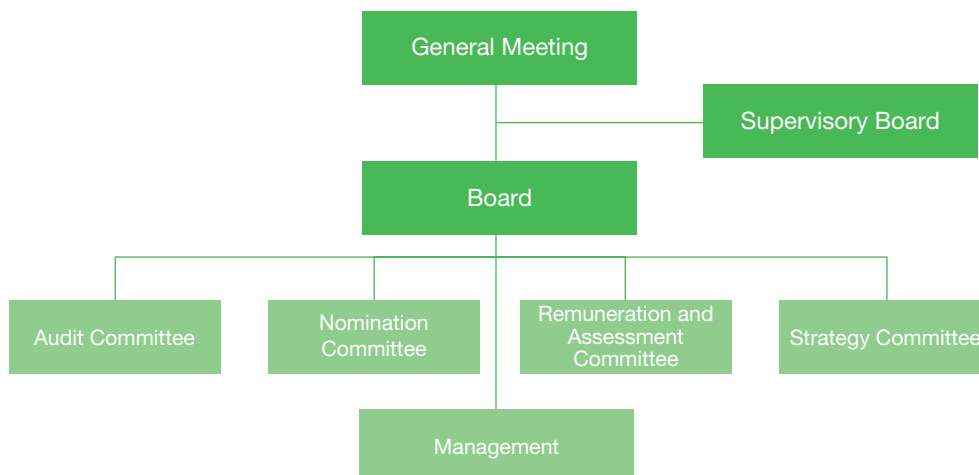 General Meeting
Supervisory Board
Board
Audit Committee
Nomination
Committee
Remuneration and
Assessment
Committee
Strategy Committee
Management